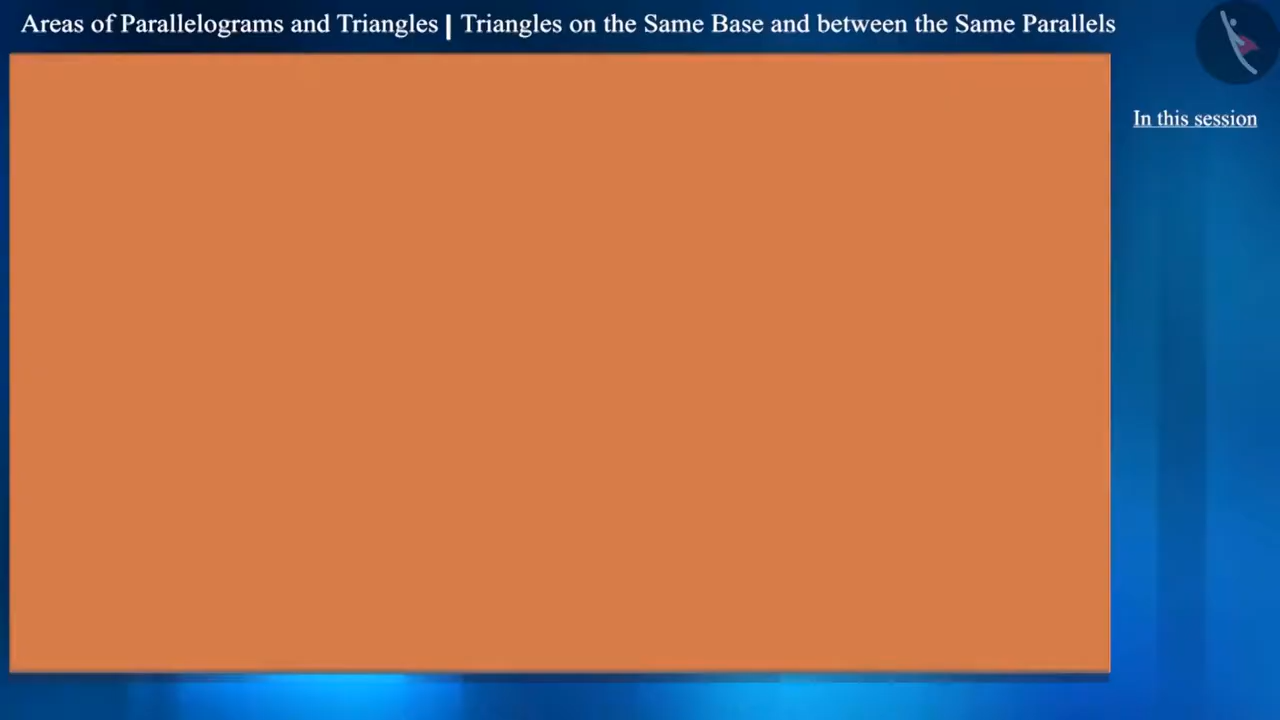 Areas of Parallelograms and Triangles | Triangles on the Same Base and between the Same Parallels
In this session